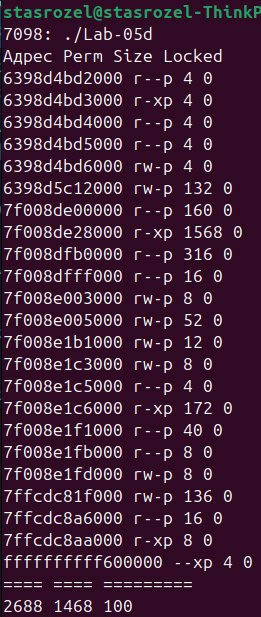 stasrozel@stasrozel-ThinkP
7098: ./Lab-05d
Адрес Perm Size Locked
6398d4bd2000 r--p 4 0
6398d4bd3000 r-xp 4 0
6398d4bd4000 r--p 4 0
6398d4bd5000 r--p 4 0
6398d4bd6000 rw-p 4 0
6398d5c12000 rw-p 132 0
7f008de00000 r--p 160 0
7f008de28000 r-xp 1568 0
7f008dfb0000 r--p 316 0
7f008dfff000 r--p 16 0
7f008e003000 rw-p 8 0
7f008e005000 rw-p 52 0
7f008e1b1000 rw-p 12 0
7f008e1c3000 rw-p 8 0
7f008e1c5000 r--p 4 0
7f008e1c6000 r-xp 172 0
7f008e1f1000 r--p 40 0
7f008e1fb000 r--p 8 0
7f008e1fd000 rw-p 8 0
7ffcdc81f000 rw-p 136 0
7ffcdc8a6000 r--p 16 0
7ffcdc8aa000 r-xp 8 0
ffffffffff600000 --xp 4 0
==== ==== =========
2688 1468 100